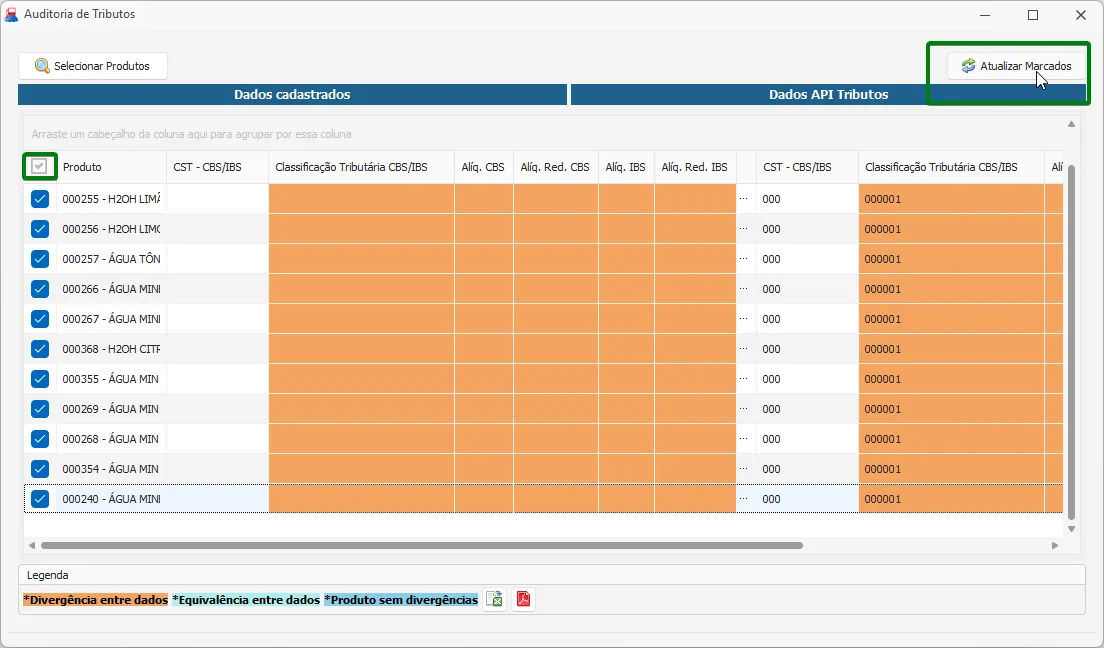 Auditoria de Tributos
Selecionar Produtos
Atualizar Marcados
Dados cadastrados Dados API Tributos
Arraste um cabeçalho da coluna aqui para agrupar por essa coluna
Produto CST - CBS/IBS Classificação Tributária CBS/IBS Alíq. CBS Alíq. Red. CBS Alíq. IBS Alíq. Red. IBS CST - CBS/IBS Classificação Tributária CBS/IBS Alí
000255 - H2OH LIMÃ ... 000 000001
000256 - H2OH LIMO ... 000 000001
000257 - ÁGUA TÔN ... 000 000001
000266 - ÁGUA MINI ... 000 000001
000267 - ÁGUA MINI ... 000 000001
000368 - H2OH CITR ... 000 000001
000355 - ÁGUA MIN ... 000 000001
000269 - ÁGUA MIN ... 000 000001
000268 - ÁGUA MIN ... 000 000001
000354 - ÁGUA MIN ... 000 000001
000240 - ÁGUA MINI ... 000 000001
Legenda
*Divergência entre dados *Equivalência entre dados *Produto sem divergências